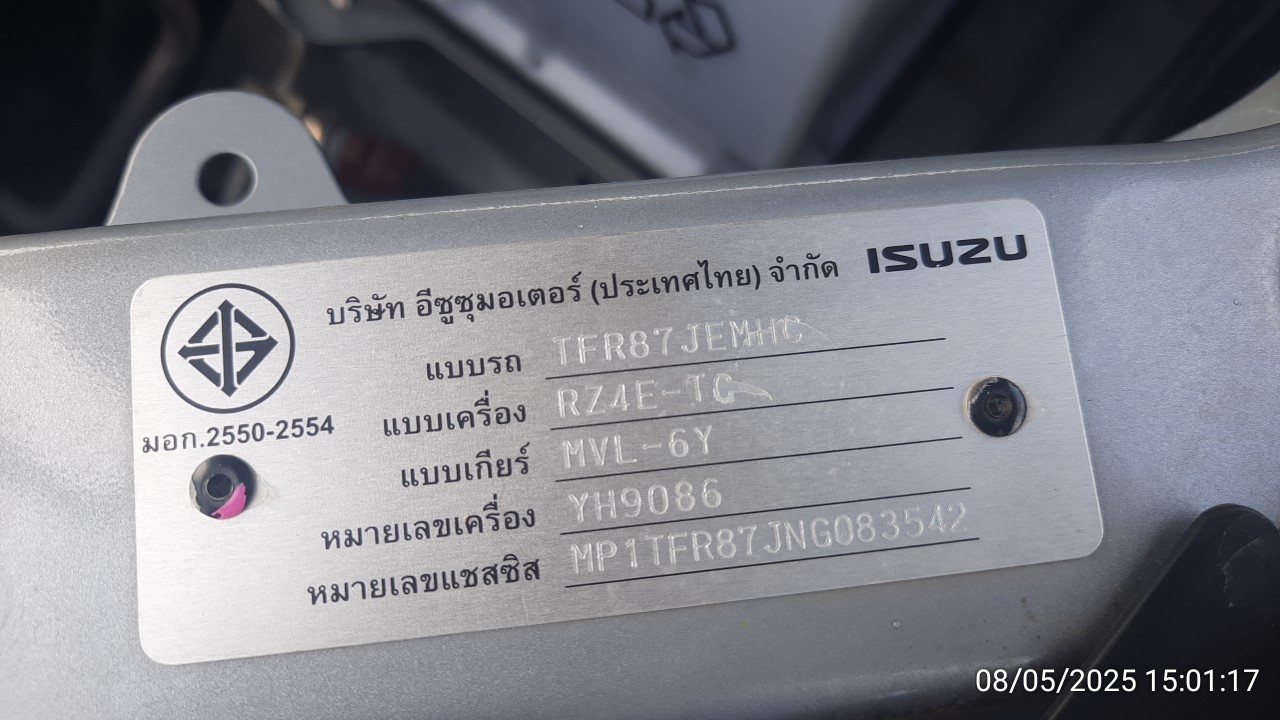 บริษัท อีซูซุมอเตอร์ (ประเทศไทย) จำกัด ISUZU
แบบรถ TFR87JEMHC
มอก.2550-2554
แบบเครื่อง RZ4E-TC
แบบเกียร์ MVL-6Y
หมายเลขเครื่อง YH9086
หมายเลขแชสซิส MP1TFR87JNG083542
08/05/2025 15:01:17